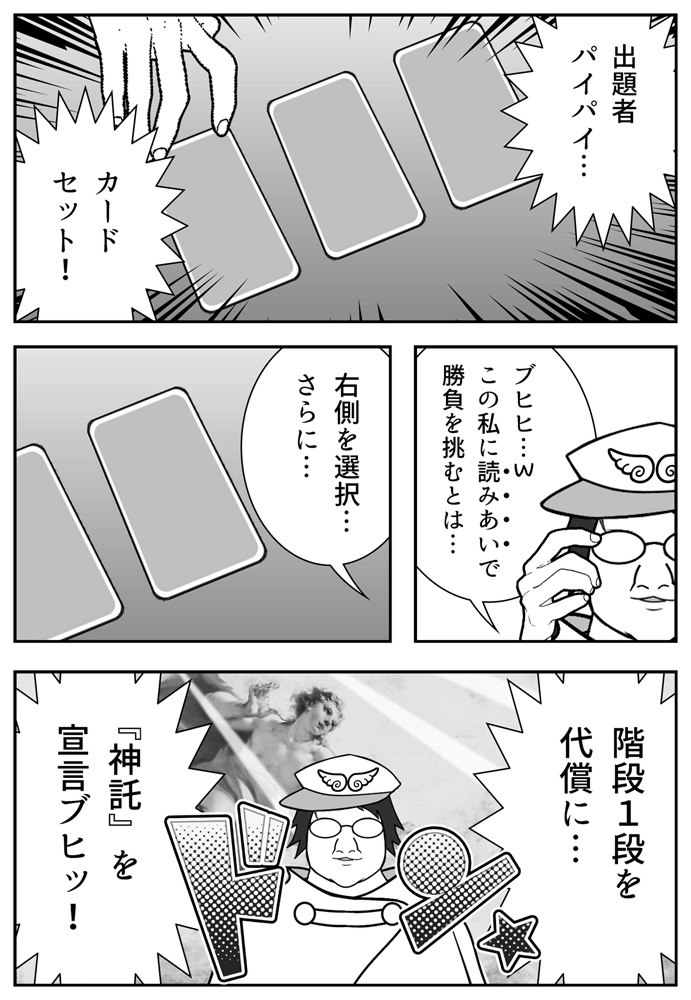 出題者
パイパイ…
カード
セット!
ブヒヒ…w
この私に読みあいで
勝負を挑むとは…
右側を選択…
さらに…
階段1段を
代償に…
『神託』を
宣言ブヒッ!
ドン★